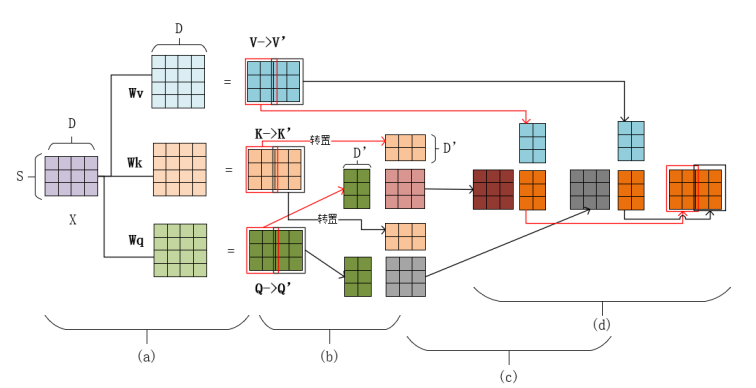 D
V->V’
Wv
=
D
K->K’
转置
D’
Wk
=
D’
S
X
转置
Wq
=
Q->Q’
(a)
(b)
(c)
(d)